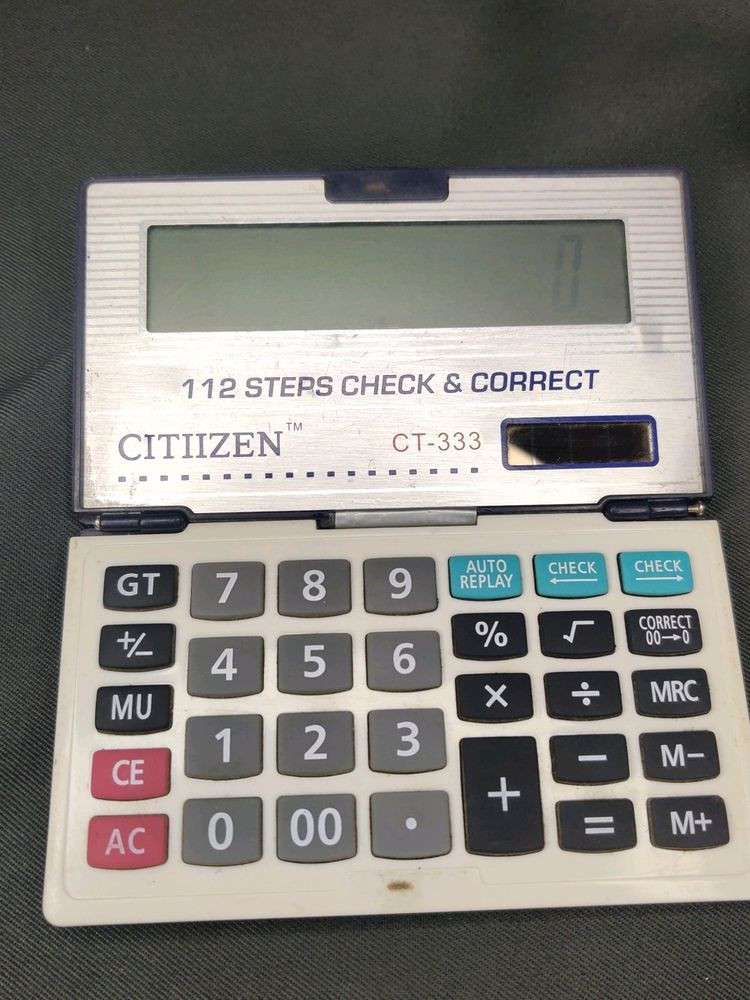 0
112 STEPS CHECK & CORRECT
CITIIZEN™
CT-333
GT 7 8 9 AUTO REPLAY CHECK ← CHECK →
+/− 4 5 6 % √ CORRECT 00→0
MU 1 2 3 × ÷ MRC
CE + − M−
AC 0 00 · = M+